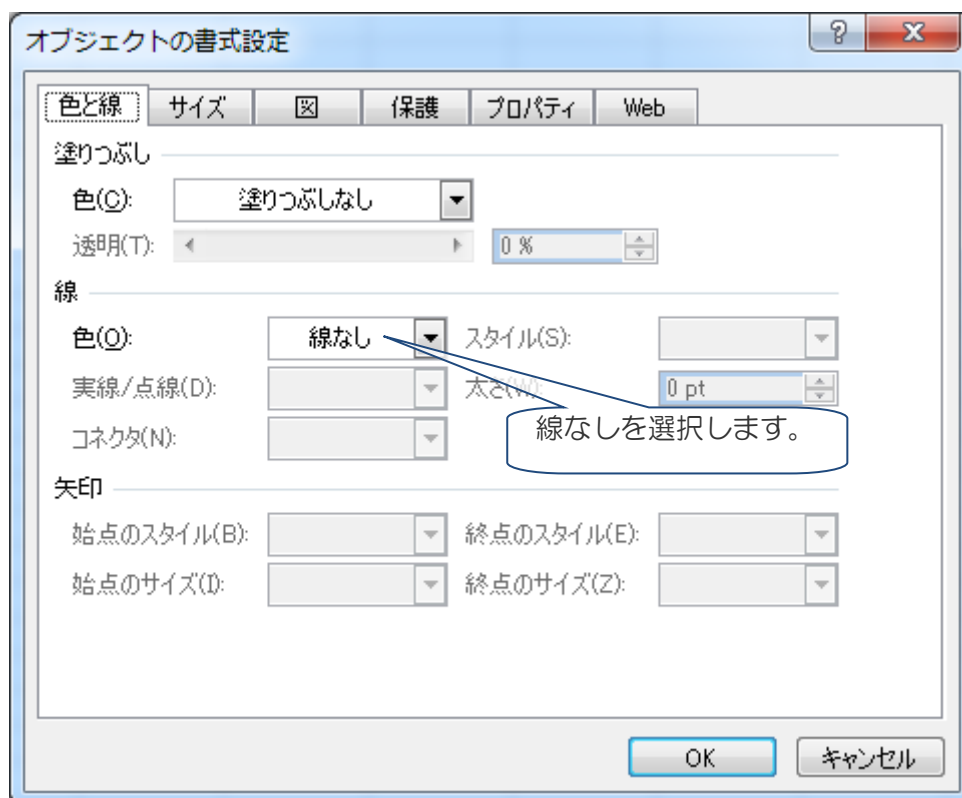 オブジェクトの書式設定
色と線 サイズ 図 保護 プロパティ Web
塗りつぶし
色(C): 塗りつぶしなし
透明(T): 0 %
線
色(O): 線なし スタイル(S):
実線/点線(D): 太さ(W): 0 pt
線なしを選択します。
コネクタ(N):
矢印
始点のスタイル(B): 終点のスタイル(E):
始点のサイズ(I): 終点のサイズ(Z):
OK キャンセル